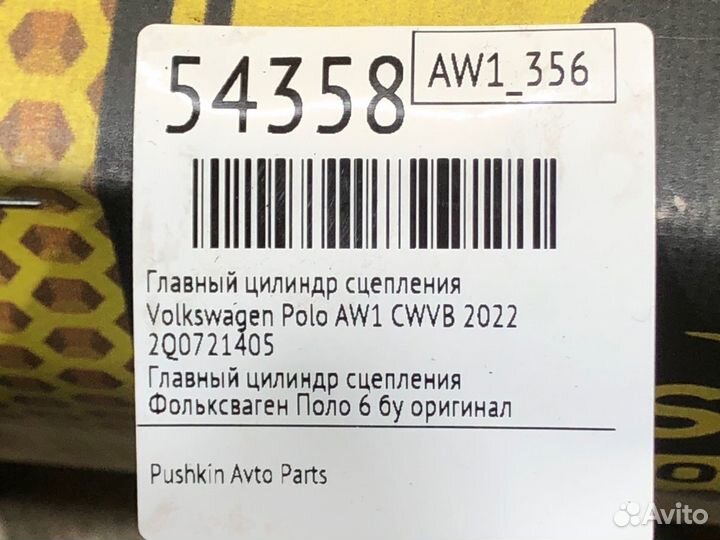 54358
AW1_356
Главный цилиндр сцепления
Volkswagen Polo AW1 CWVB 2022
2Q0721405
Главный цилиндр сцепления
Фольксваген Поло 6 бу оригинал
Pushkin Avto Parts
Avito